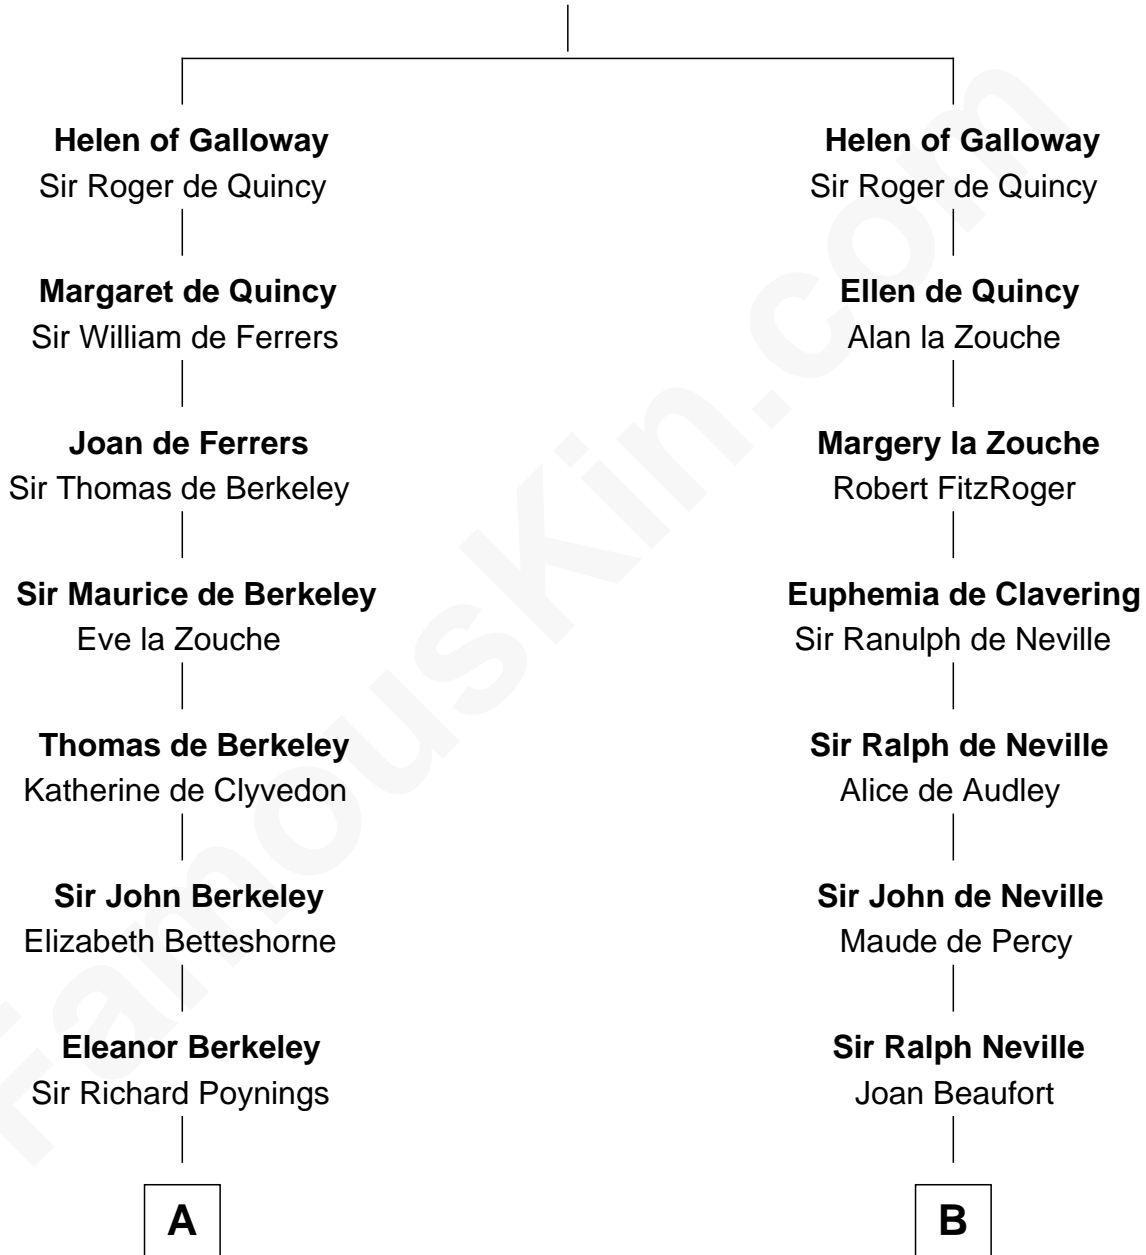 Helen of Galloway
Sir Roger de Quincy
Margaret de Quincy
Sir William de Ferrers
Joan de Ferrers
Sir Thomas de Berkeley
Sir Maurice de Berkeley
Eve la Zouche
Thomas de Berkeley
Katherine de Clyvedon
Sir John Berkeley
Elizabeth Betteshorne
Eleanor Berkeley
Sir Richard Poynings
A
Helen of Galloway
Sir Roger de Quincy
Ellen de Quincy
Alan la Zouche
Margery la Zouche
Robert FitzRoger
Euphemia de Clavering
Sir Ranulph de Neville
Sir Ralph de Neville
Alice de Audley
Sir John de Neville
Maude de Percy
Sir Ralph Neville
Joan Beaufort
B
FamousKin.com